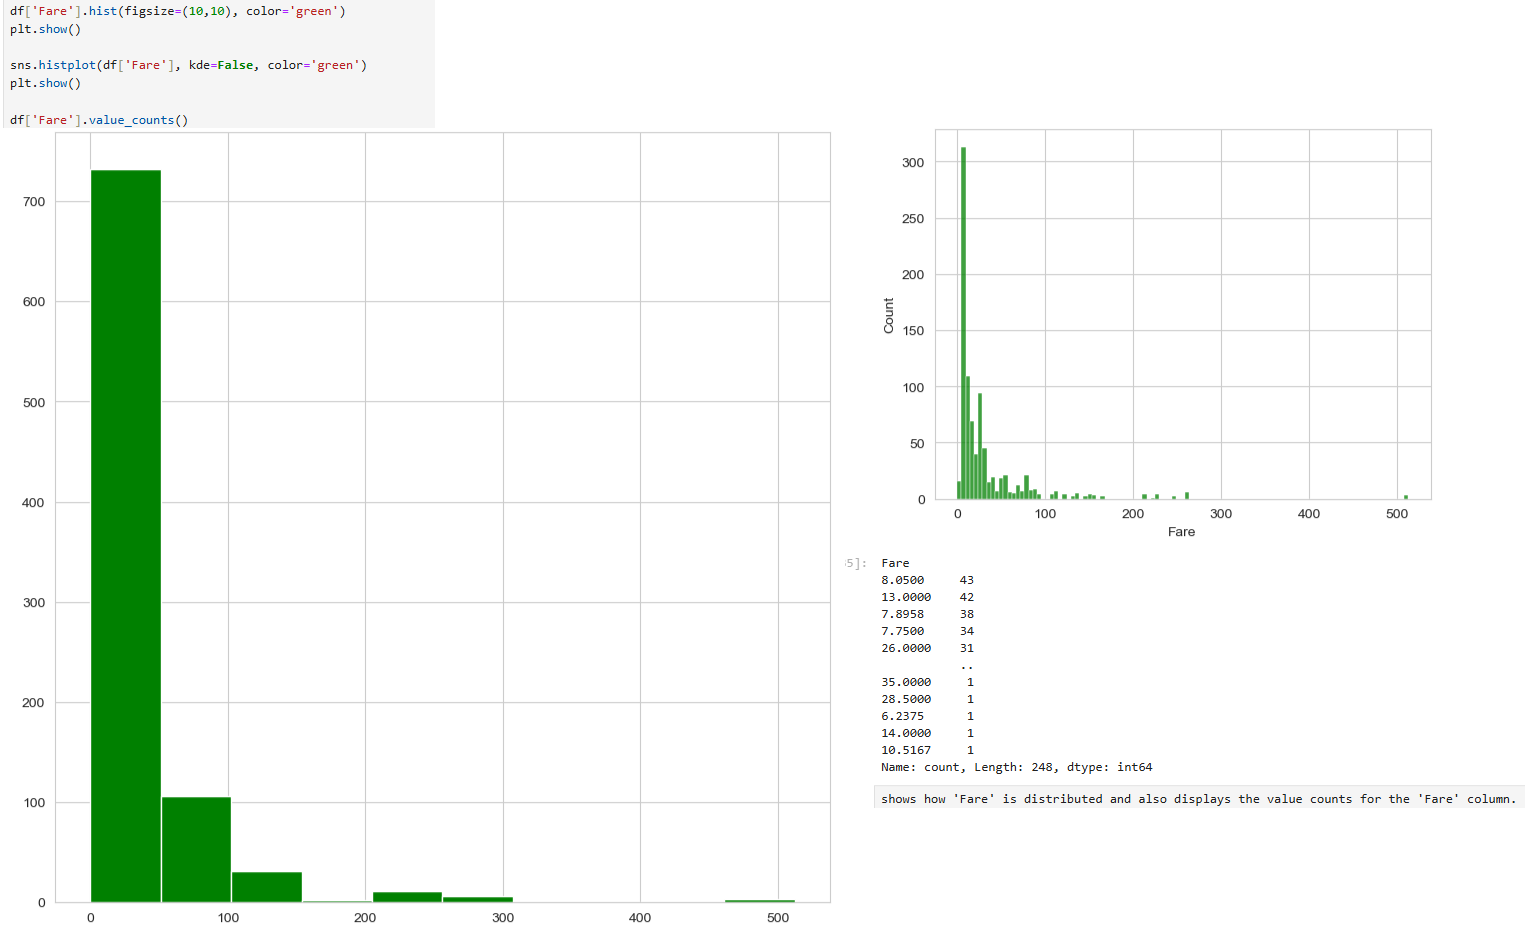 df['Fare'].hist(figsize=(10,10), color='green')
plt.show()
sns.histplot(df['Fare'], kde=False, color='green')
plt.show()
df['Fare'].value_counts()
700
600
500
400
300
200
100
0
0 100 200 300 400 500
300
250
200
150
100
50
0
Count
0 100 200 300 400 500
Fare
5]: Fare
8.0500 43
13.0000 42
7.8958 38
7.7500 34
26.0000 31
..
35.0000 1
28.5000 1
6.2375 1
14.0000 1
10.5167 1
Name: count, Length: 248, dtype: int64
shows how 'Fare' is distributed and also displays the value counts for the 'Fare' column.